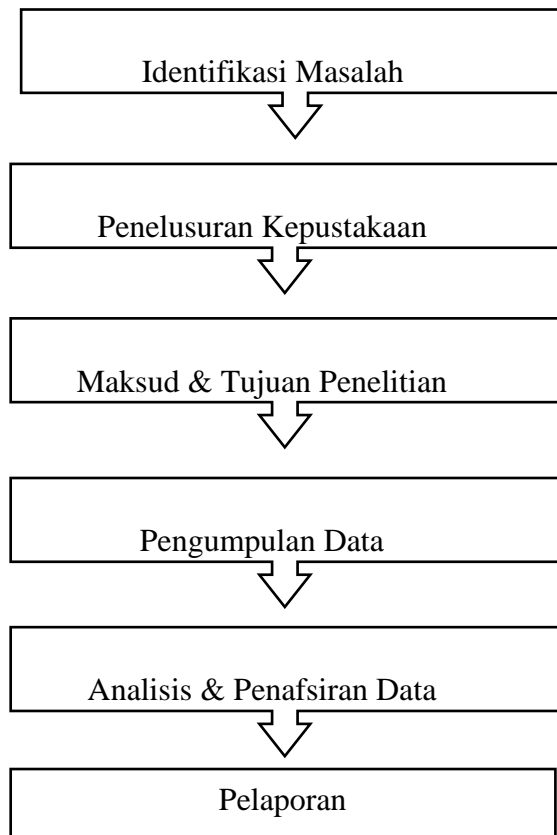 Identifikasi Masalah
Penelusuran Kepustakaan
Maksud & Tujuan Penelitian
Pengumpulan Data
Analisis & Penafsiran Data
Pelaporan